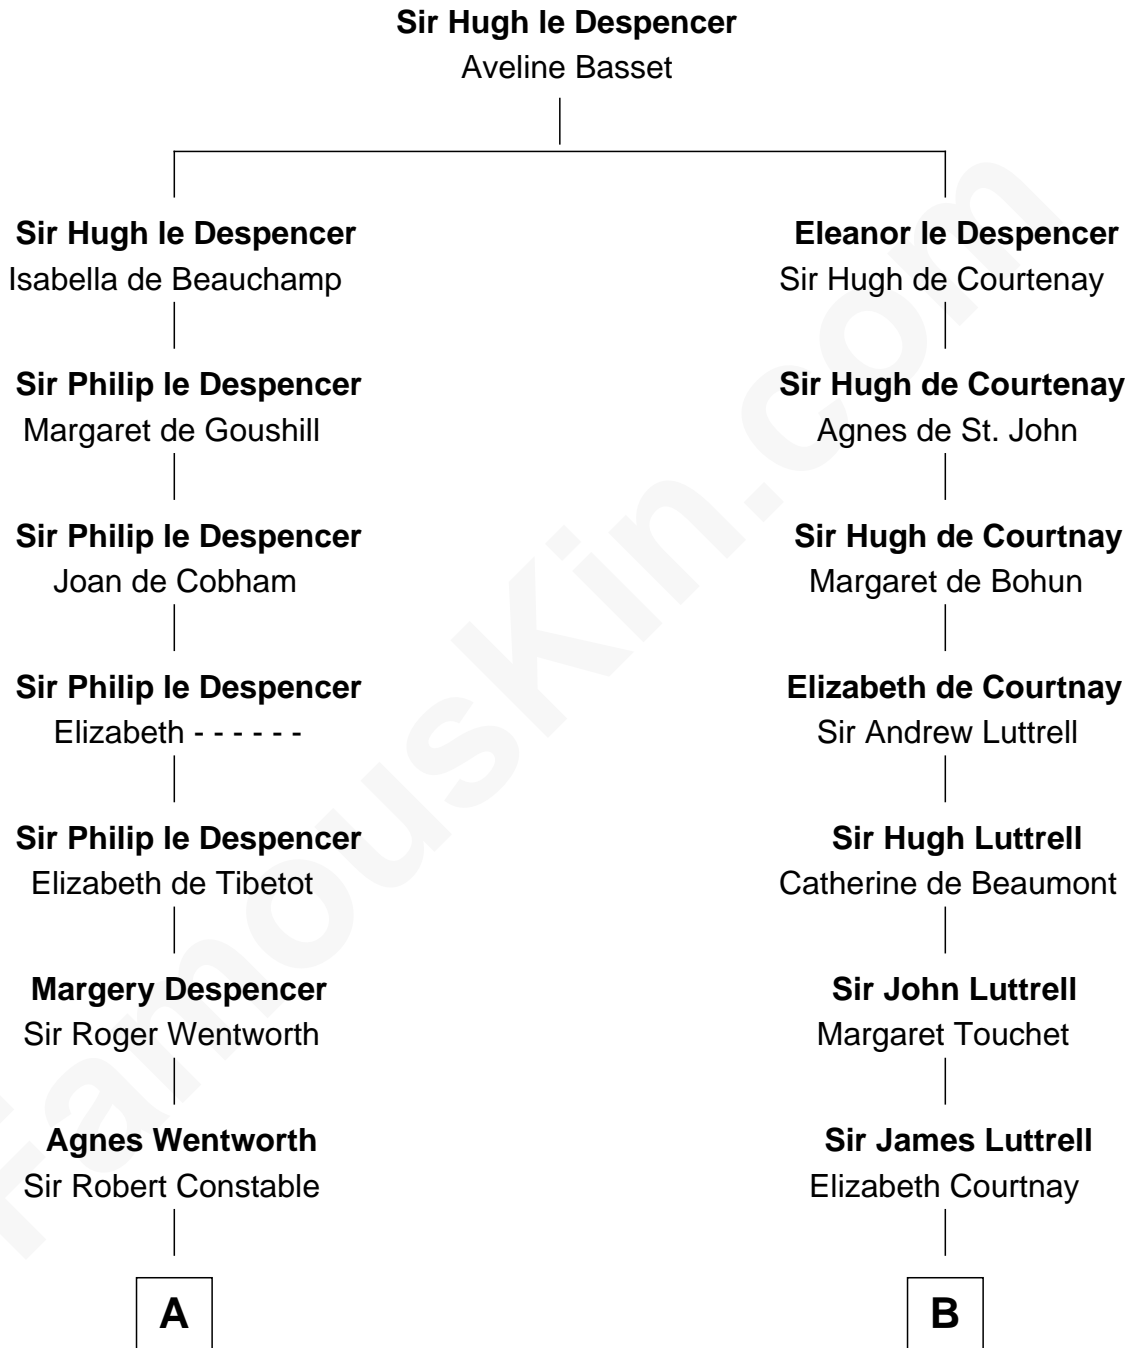 Sir Hugh le Despencer
Aveline Basset
Sir Hugh le Despencer
Isabella de Beauchamp
Sir Philip le Despencer
Margaret de Goushill
Sir Philip le Despencer
Joan de Cobham
Sir Philip le Despencer
Elizabeth - - - - - -
Sir Philip le Despencer
Elizabeth de Tibetot
Margery Despencer
Sir Roger Wentworth
Agnes Wentworth
Sir Robert Constable
A
Eleanor le Despencer
Sir Hugh de Courtenay
Sir Hugh de Courtenay
Agnes de St. John
Sir Hugh de Courtnay
Margaret de Bohun
Elizabeth de Courtnay
Sir Andrew Luttrell
Sir Hugh Luttrell
Catherine de Beaumont
Sir John Luttrell
Margaret Touchet
Sir James Luttrell
Elizabeth Courtnay
B
FamousKin.com